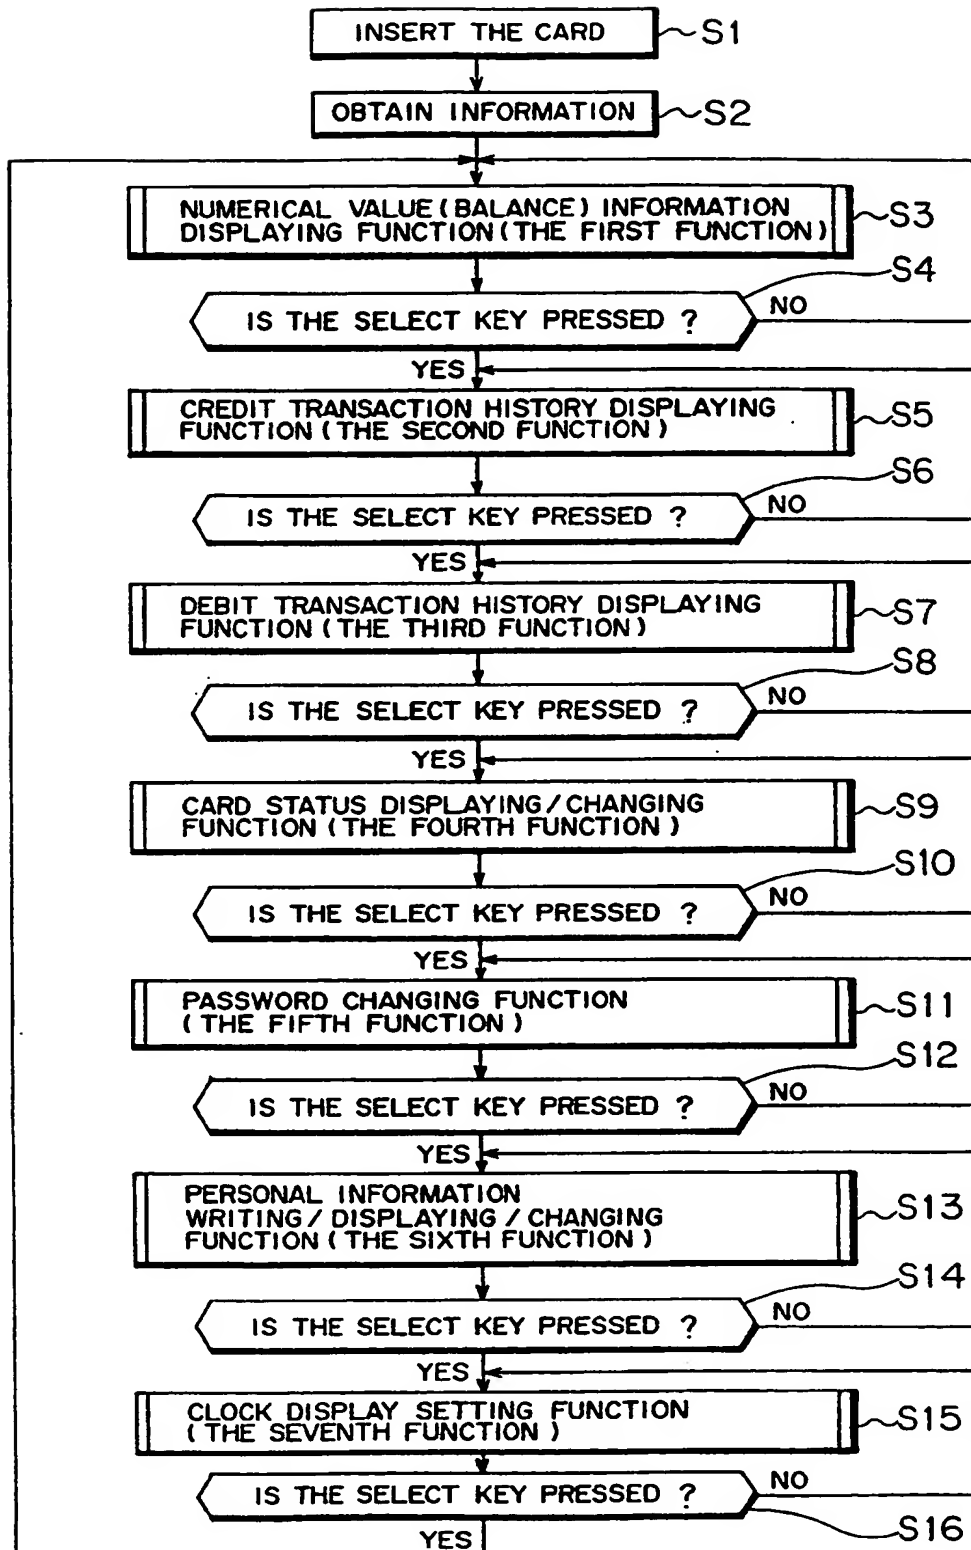 INSERT THE CARD
S1
OBTAIN INFORMATION
S2
NUMERICAL VALUE (BALANCE) INFORMATION
DISPLAYING FUNCTION (THE FIRST FUNCTION)
S3
S4
IS THE SELECT KEY PRESSED ?
NO
YES
CREDIT TRANSACTION HISTORY DISPLAYING
FUNCTION (THE SECOND FUNCTION)
S5
S6
IS THE SELECT KEY PRESSED ?
NO
YES
DEBIT TRANSACTION HISTORY DISPLAYING
FUNCTION (THE THIRD FUNCTION)
S7
S8
IS THE SELECT KEY PRESSED ?
NO
YES
CARD STATUS DISPLAYING/CHANGING
FUNCTION (THE FOURTH FUNCTION)
S9
S10
IS THE SELECT KEY PRESSED ?
NO
YES
PASSWORD CHANGING FUNCTION
(THE FIFTH FUNCTION)
S11
S12
IS THE SELECT KEY PRESSED ?
NO
YES
PERSONAL INFORMATION
WRITING/DISPLAYING/CHANGING
FUNCTION (THE SIXTH FUNCTION)
S13
S14
IS THE SELECT KEY PRESSED ?
NO
YES
CLOCK DISPLAY SETTING FUNCTION
(THE SEVENTH FUNCTION)
S15
IS THE SELECT KEY PRESSED ?
NO
S16
YES